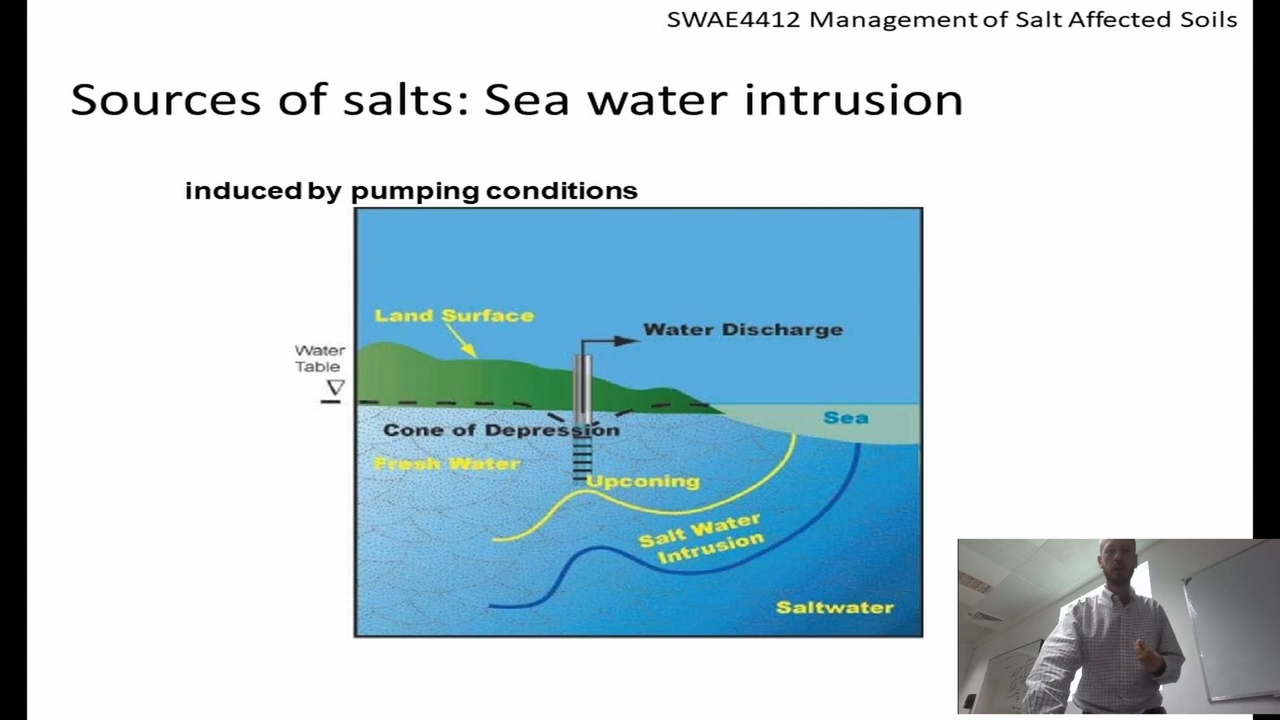 SWAE4412 Management of Salt Affected Soils
Sources of salts: Sea water intrusion
induced by pumping conditions
Land Surface
Water Discharge
Water
Table
Sea
Cone of Depression
Fresh Water
Upconing
Salt Water
Intrusion
Saltwater